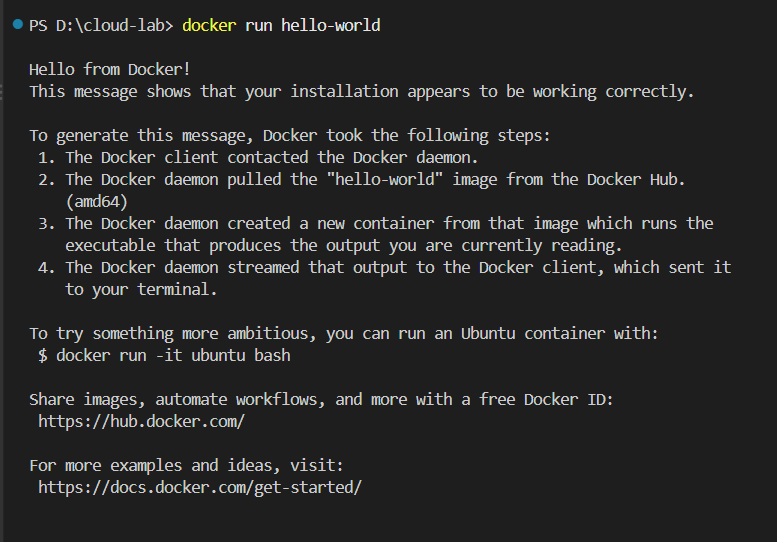 PS D:\cloud-lab> docker run hello-world
Hello from Docker!
This message shows that your installation appears to be working correctly.
To generate this message, Docker took the following steps:
1. The Docker client contacted the Docker daemon.
2. The Docker daemon pulled the "hello-world" image from the Docker Hub.
(amd64)
3. The Docker daemon created a new container from that image which runs the
executable that produces the output you are currently reading.
4. The Docker daemon streamed that output to the Docker client, which sent it
to your terminal.
To try something more ambitious, you can run an Ubuntu container with:
$ docker run -it ubuntu bash
Share images, automate workflows, and more with a free Docker ID:
https://hub.docker.com/
For more examples and ideas, visit:
https://docs.docker.com/get-started/